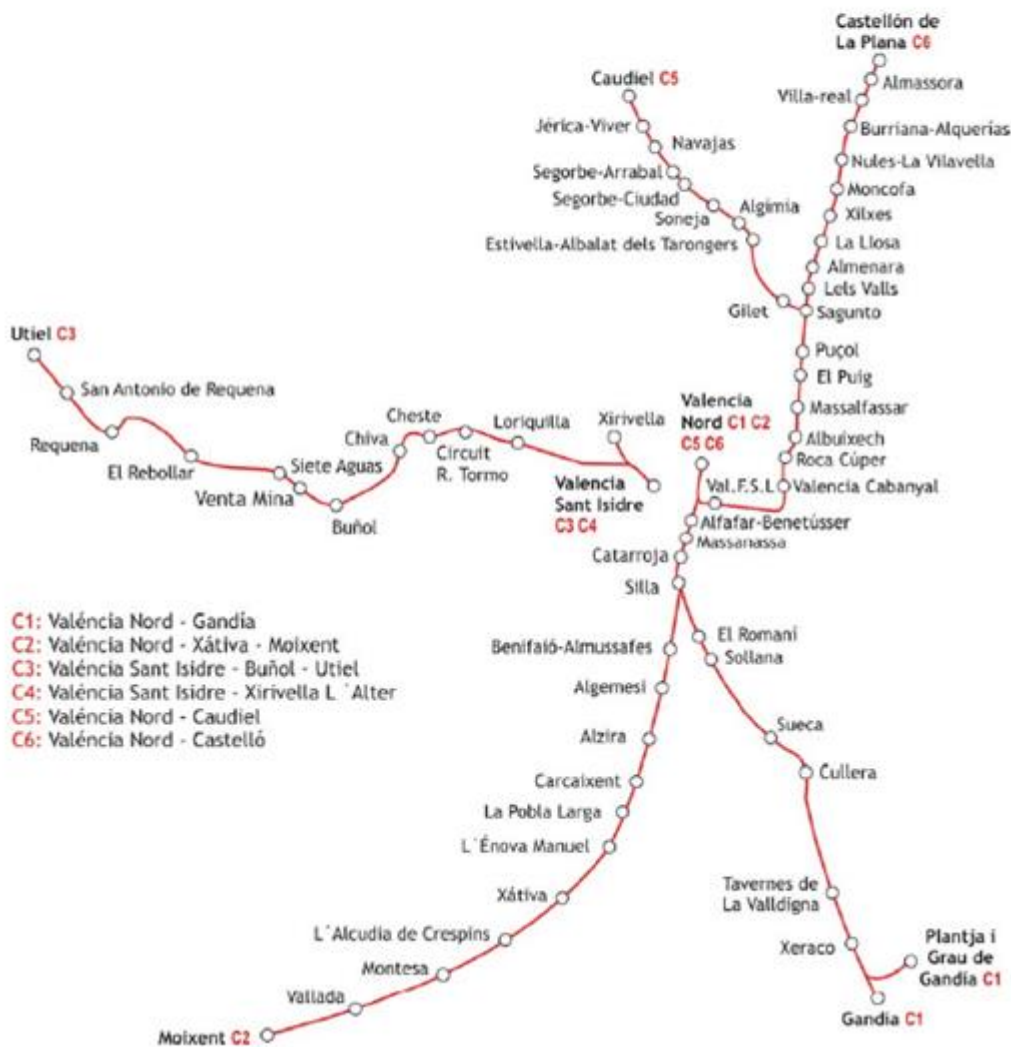 Castellón de
La Plana C6
Almassora
Villa-real
Burriana-Alquerías
Nules-La Vilavella
Moncofa
Xilxes
La Llosa
Almenara
Lels Valls
Sagunto
Caudiel C5
Jérica-Viver
Navajas
Segorbe-Arrabal
Segorbe-Ciudad
Soneja
Algimia
Estivella-Albalat dels Tarongers
Gilet
Puçol
El Puig
Massalfassar
Albuixech
Roca Cúper
Valencia Cabanyal
Val.F.S.L
Valencia
Nord C1 C2
C5 C6
Utiel C3
San Antonio de Requena
Requena
El Rebollar
Siete Aguas
Venta Mina
Buñol
Chiva
Cheste
Circuit
R. Tormo
Loriquilla
Xirivella
Valencia
Sant Isidre
C3 C4
Alfafar-Benetússer
Massanassa
Catarroja
Silla
C1: Valéncia Nord - Gandía
C2: Valéncia Nord - Xátiva - Moixent
C3: Valéncia Sant Isidre - Buñol - Utiel
C4: Valéncia Sant Isidre - Xirivella L´Alter
C5: Valéncia Nord - Caudiel
C6: Valéncia Nord - Castelló
Benifaió-Almussafes
Algemesi
Alzira
Carcaixent
La Pobla Larga
L´Énova Manuel
Xátiva
L´Alcudia de Crespins
Montesa
Vallada
Moixent C2
El Romaní
Sollana
Sueca
Cullera
Tavernes de
La Valldigna
Xeraco
Plantja i
Grau de
Gandía C1
Gandia C1